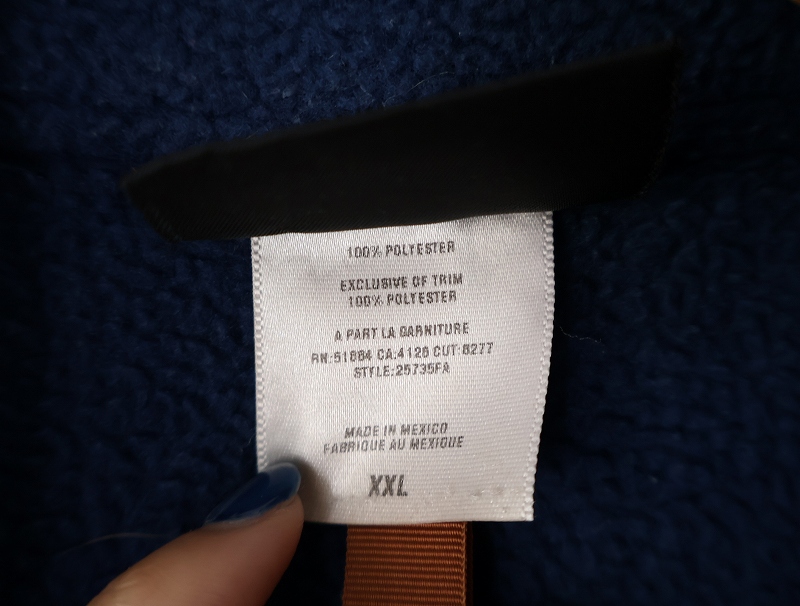 100% POLYESTER
EXCLUSIVE OF TRIM
100% POLYESTER
A PART LA GARNITURE
RN:51884 CA:4126 CUT:8277
STYLE:25735FA
MADE IN MEXICO
FABRIQUE AU MEXIQUE
XXL